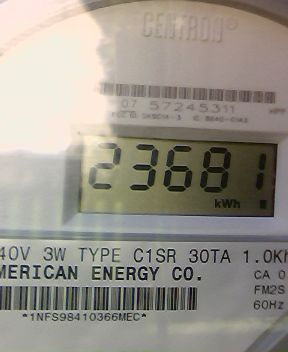 CENTRON®
07 57245311
23681
kWh
40V 3W TYPE C1SR 30TA 1.0Kh
MERICAN ENERGY CO.
CA 0
FM2S
60Hz
*1NFS98410366MEC*